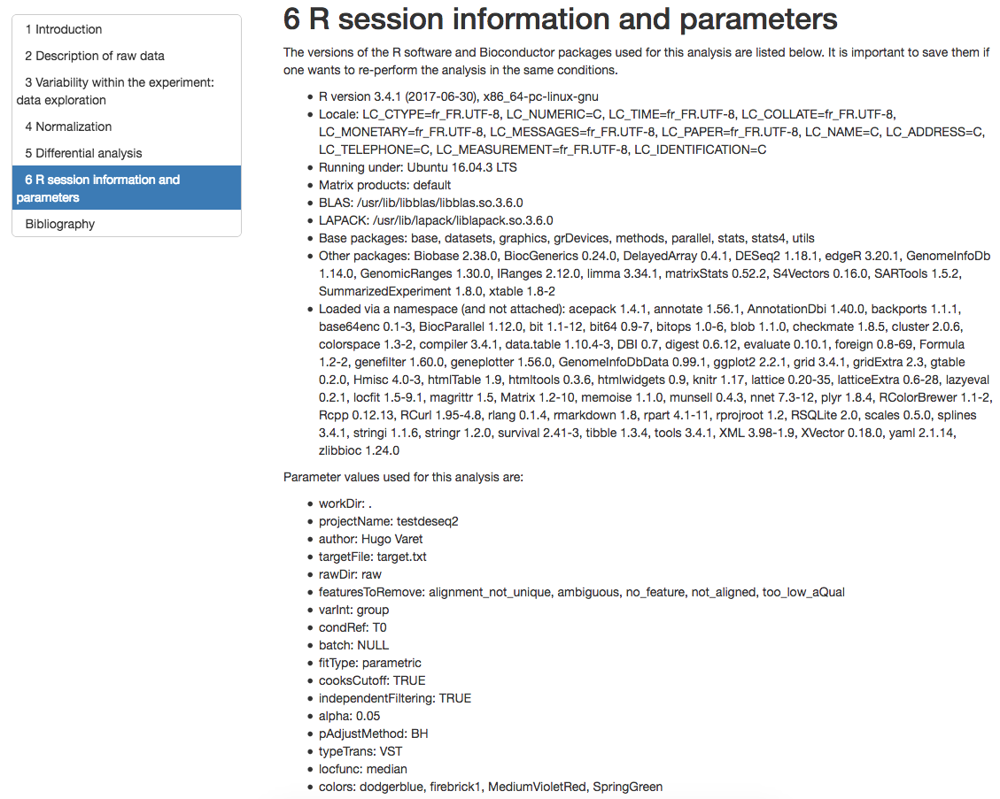 1 Introduction
2 Description of raw data
3 Variability within the experiment:
data exploration
4 Normalization
5 Differential analysis
6 R session information and
parameters
Bibliography
6 R session information and parameters
The versions of the R software and Bioconductor packages used for this analysis are listed below. It is important to save them if
one wants to re-perform the analysis in the same conditions.
• R version 3.4.1 (2017-06-30), x86_64-pc-linux-gnu
• Locale: LC_CTYPE=fr_FR.UTF-8, LC_NUMERIC=C, LC_TIME=fr_FR.UTF-8, LC_COLLATE=fr_FR.UTF-8,
LC_MONETARY=fr_FR.UTF-8, LC_MESSAGES=fr_FR.UTF-8, LC_PAPER=fr_FR.UTF-8, LC_NAME=C, LC_ADDRESS=C,
LC_TELEPHONE=C, LC_MEASUREMENT=fr_FR.UTF-8, LC_IDENTIFICATION=C
• Running under: Ubuntu 16.04.3 LTS
• Matrix products: default
• BLAS: /usr/lib/libblas/libblas.so.3.6.0
• LAPACK: /usr/lib/lapack/liblapack.so.3.6.0
• Base packages: base, datasets, graphics, grDevices, methods, parallel, stats, stats4, utils
• Other packages: Biobase 2.38.0, BiocGenerics 0.24.0, DelayedArray 0.4.1, DESeq2 1.18.1, edgeR 3.20.1, GenomeInfoDb
1.14.0, GenomicRanges 1.30.0, IRanges 2.12.0, limma 3.34.1, matrixStats 0.52.2, S4Vectors 0.16.0, SARTools 1.5.2,
SummarizedExperiment 1.8.0, xtable 1.8-2
• Loaded via a namespace (and not attached): acepack 1.4.1, annotate 1.56.1, AnnotationDbi 1.40.0, backports 1.1.1,
base64enc 0.1-3, BiocParallel 1.12.0, bit 1.1-12, bit64 0.9-7, bitops 1.0-6, blob 1.1.0, checkmate 1.8.5, cluster 2.0.6,
colorspace 1.3-2, compiler 3.4.1, data.table 1.10.4-3, DBI 0.7, digest 0.6.12, evaluate 0.10.1, foreign 0.8-69, Formula
1.2-2, genefilter 1.60.0, geneplotter 1.56.0, GenomeInfoDbData 0.99.1, ggplot2 2.2.1, grid 3.4.1, gridExtra 2.3, gtable
0.2.0, Hmisc 4.0-3, htmlTable 1.9, htmltools 0.3.6, htmlwidgets 0.9, knitr 1.17, lattice 0.20-35, latticeExtra 0.6-28, lazyeval
0.2.1, locfit 1.5-9.1, magrittr 1.5, Matrix 1.2-10, memoise 1.1.0, munsell 0.4.3, nnet 7.3-12, plyr 1.8.4, RColorBrewer 1.1-2,
Rcpp 0.12.13, RCurl 1.95-4.8, rlang 0.1.4, rmarkdown 1.8, rpart 4.1-11, rprojroot 1.2, RSQLite 2.0, scales 0.5.0, splines
3.4.1, stringi 1.1.6, stringr 1.2.0, survival 2.41-3, tibble 1.3.4, tools 3.4.1, XML 3.98-1.9, XVector 0.18.0, yaml 2.1.14,
zlibbioc 1.24.0
Parameter values used for this analysis are:
• workDir: .
• projectName: testdeseq2
• author: Hugo Varet
• targetFile: target.txt
• rawDir: raw
• featuresToRemove: alignment_not_unique, ambiguous, no_feature, not_aligned, too_low_aQual
• varInt: group
• condRef: T0
• batch: NULL
• fitType: parametric
• cooksCutoff: TRUE
• independentFiltering: TRUE
• alpha: 0.05
• pAdjustMethod: BH
• typeTrans: VST
• locfunc: median
• colors: dodgerblue, firebrick1, MediumVioletRed, SpringGreen